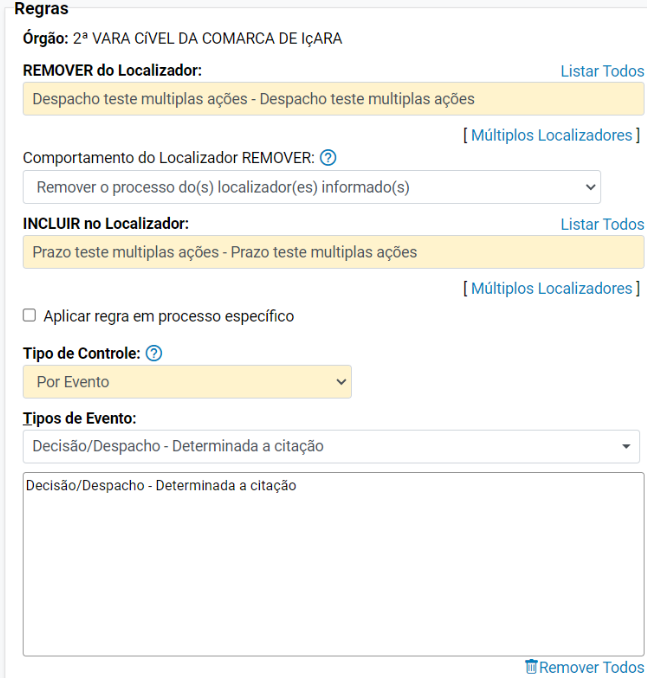 Regras
Órgão: 2ª VARA CÍVEL DA COMARCA DE IçARA
REMOVER do Localizador: Listar Todos
Despacho teste multiplas ações - Despacho teste multiplas ações
[ Múltiplos Localizadores ]
Comportamento do Localizador REMOVER: ?
Remover o processo do(s) localizador(es) informado(s)
INCLUIR no Localizador: Listar Todos
Prazo teste multiplas ações - Prazo teste multiplas ações
[ Múltiplos Localizadores ]
Aplicar regra em processo específico
Tipo de Controle: ?
Por Evento
Tipos de Evento:
Decisão/Despacho - Determinada a citação
Decisão/Despacho - Determinada a citação
Remover Todos